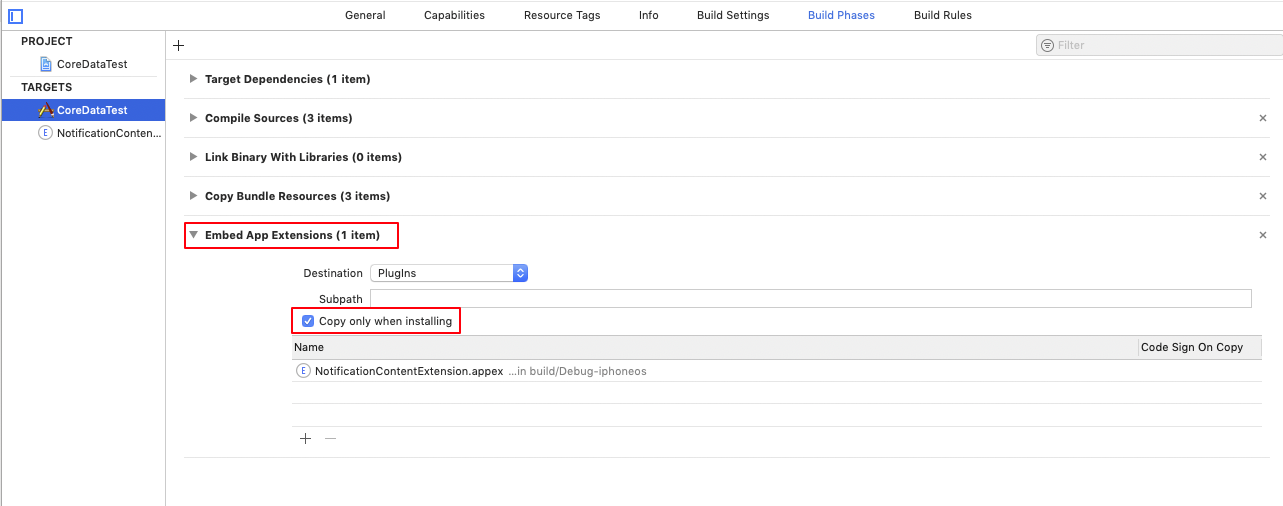 General Capabilities Resource Tags Info Build Settings Build Phases Build Rules
PROJECT
CoreDataTest
TARGETS
CoreDataTest
E NotificationConten...
+
Filter
Target Dependencies (1 item)
Compile Sources (3 items)
Link Binary With Libraries (0 items)
Copy Bundle Resources (3 items)
Embed App Extensions (1 item)
Destination PlugIns
Subpath
Copy only when installing
Name Code Sign On Copy
E NotificationContentExtension.appex ...in build/Debug-iphoneos
+ −